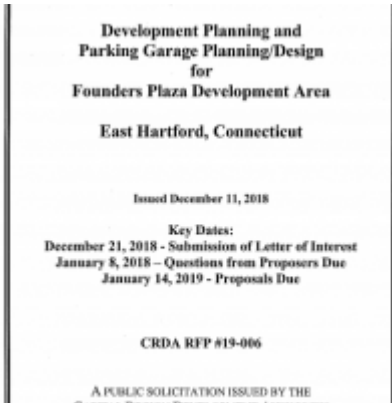 Development Planning and
Parking Garage Planning/Design
for
Founders Plaza Development Area
East Hartford, Connecticut
Issued December 11, 2018
Key Dates:
December 21, 2018 - Submission of Letter of Interest
January 8, 2018 – Questions from Proposers Due
January 14, 2019 - Proposals Due
CRDA RFP #19-006
A PUBLIC SOLICITATION ISSUED BY THE